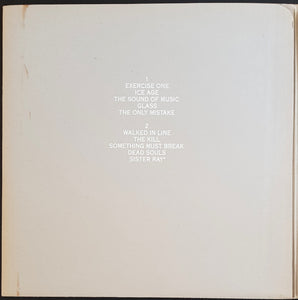 1
EXERCISE ONE
ICE AGE
THE SOUND OF MUSIC
GLASS
THE ONLY MISTAKE
2
WALKED IN LINE
THE KILL
SOMETHING MUST BREAK
DEAD SOULS
SISTER RAY*